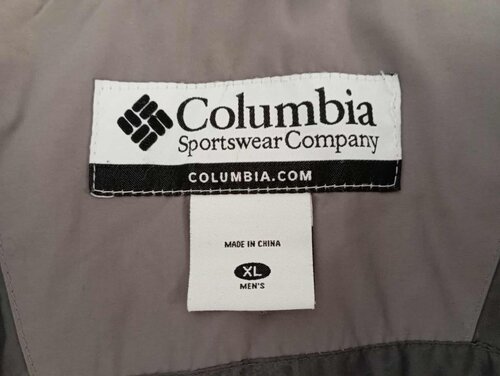 Columbia
Sportswear Company
COLUMBIA.COM
MADE IN CHINA
XL
MEN'S